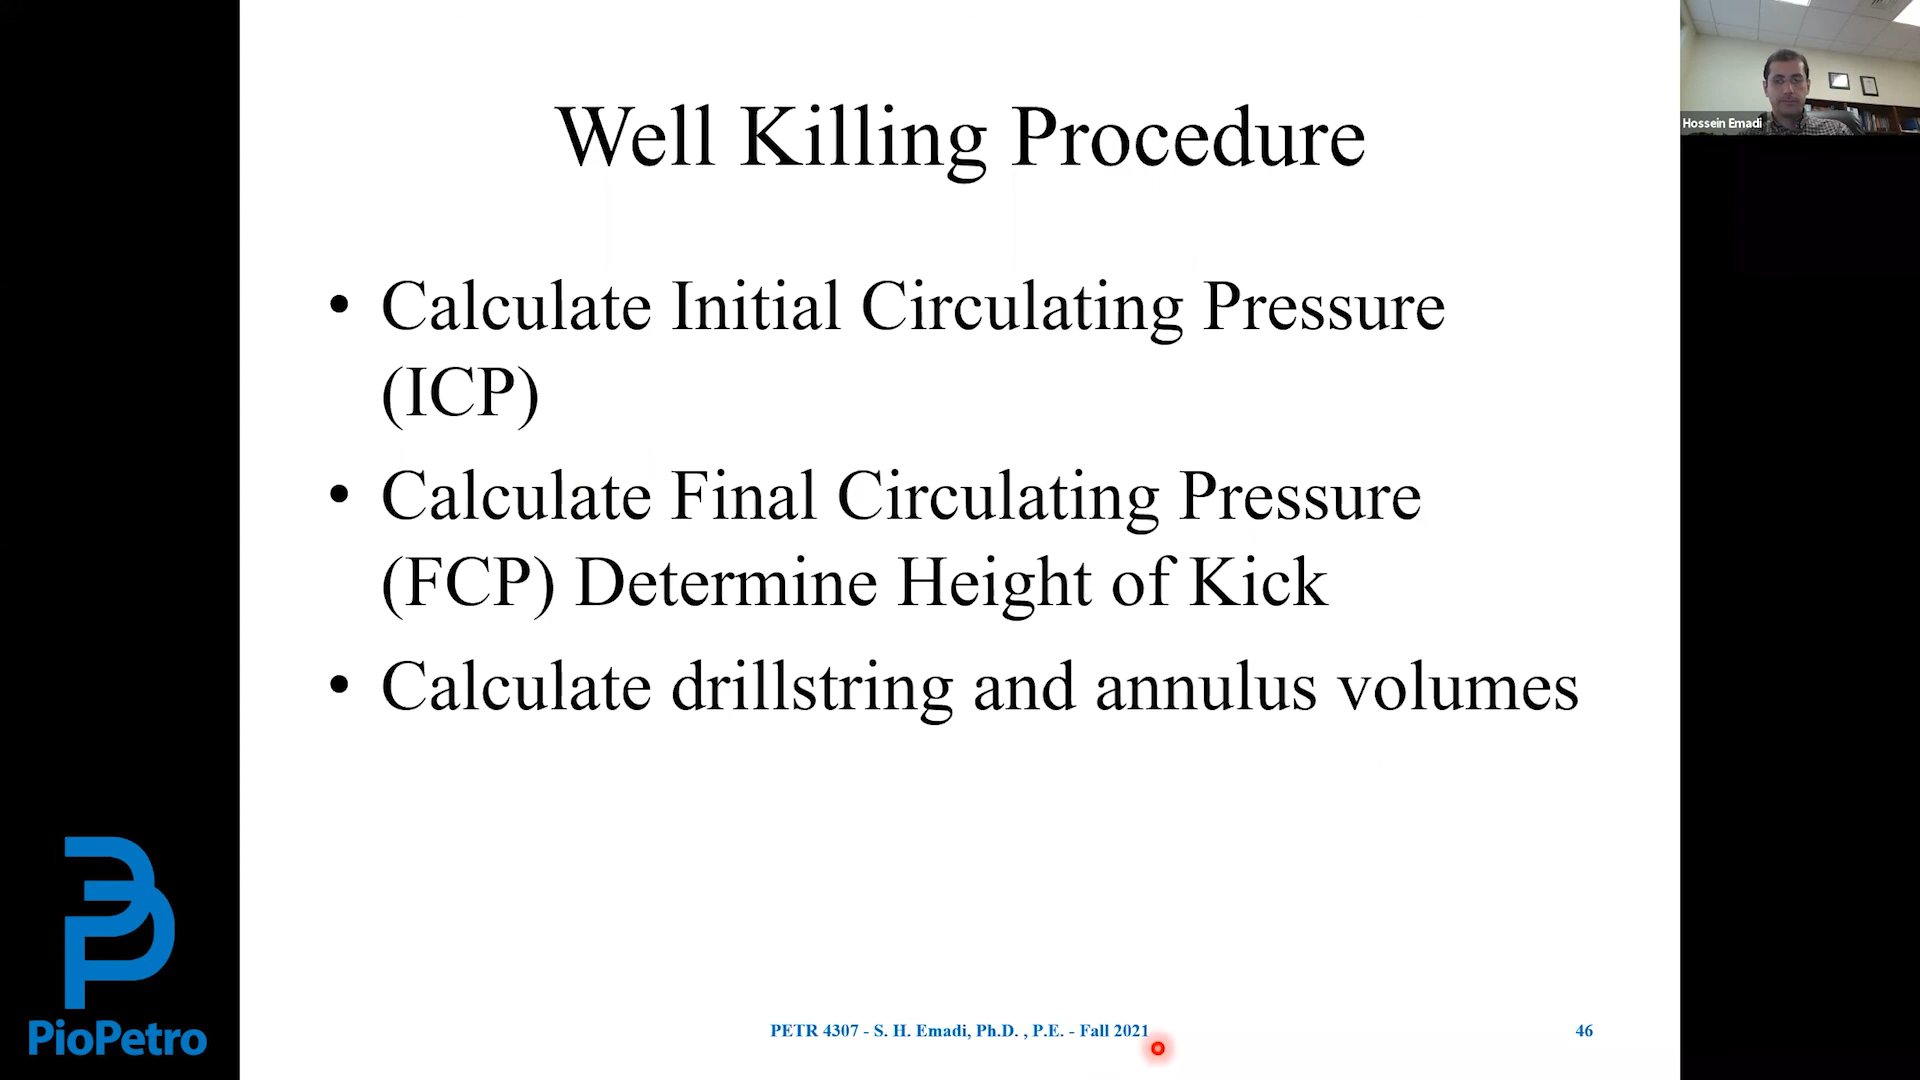 Well Killing Procedure
Hossein Emadi
• Calculate Initial Circulating Pressure
(ICP)
• Calculate Final Circulating Pressure
(FCP) Determine Height of Kick
• Calculate drillstring and annulus volumes
PioPetro
PETR 4307 - S. H. Emadi, Ph.D. , P.E. - Fall 2021
46